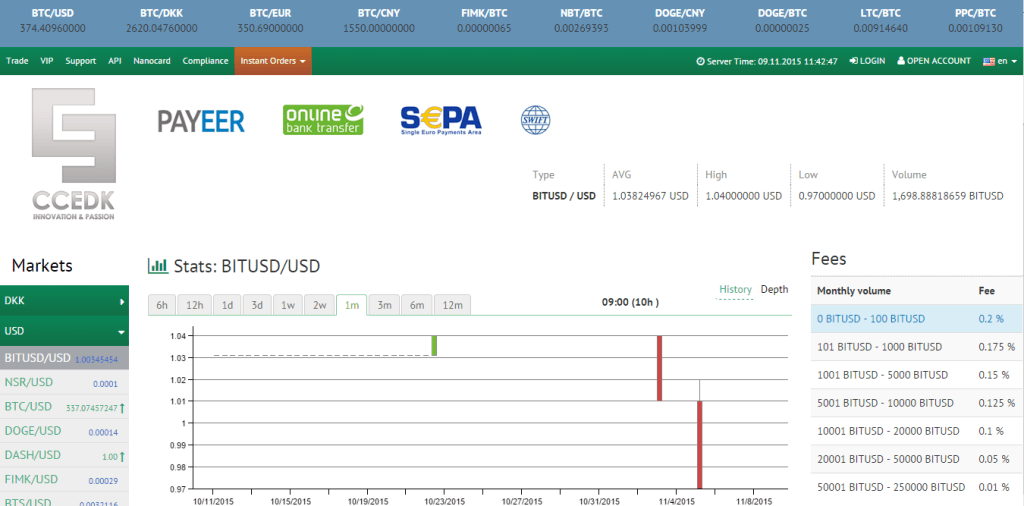 BTC/USD BTC/DKK BTC/EUR BTC/CNY FIMK/BTC NBT/BTC DOGE/CNY DOGE/BTC LTC/BTC PPC/BTC
374.40960000 2620.04760000 350.69000000 1550.00000000 0.00000065 0.00269393 0.00103999 0.00000025 0.00914640 0.00109130
Trade VIP Support API Nanocard Compliance Instant Orders Server Time: 09.11.2015 11:42:47 LOGIN OPEN ACCOUNT en
PAYEER
online
bank transfer
SEPA
Single Euro Payments Area
SWIFT
CCEDK
INNOVATION & PASSION
Type AVG High Low Volume
BITUSD / USD 1.03824967 USD 1.04000000 USD 0.97000000 USD 1,698.88818659 BITUSD
Markets
DKK
USD
BITUSD/USD 1.00345454
NSR/USD 0.0001
BTC/USD 337.07457247
DOGE/USD 0.00014
DASH/USD 1.00
FIMK/USD 0.00029
BTS/USD 0.0032116
Stats: BITUSD/USD
6h 12h 1d 3d 1w 2w 1m 3m 6m 12m
09:00 (10h )
History Depth
1.04
1.03
1.02
1.01
1
0.99
0.98
0.97
10/11/2015 10/15/2015 10/19/2015 10/23/2015 10/27/2015 10/31/2015 11/4/2015 11/8/2015
Fees
Monthly volume Fee
0 BITUSD - 100 BITUSD 0.2 %
101 BITUSD - 1000 BITUSD 0.175 %
1001 BITUSD - 5000 BITUSD 0.15 %
5001 BITUSD - 10000 BITUSD 0.125 %
10001 BITUSD - 20000 BITUSD 0.1 %
20001 BITUSD - 50000 BITUSD 0.05 %
50001 BITUSD - 250000 BITUSD 0.01 %